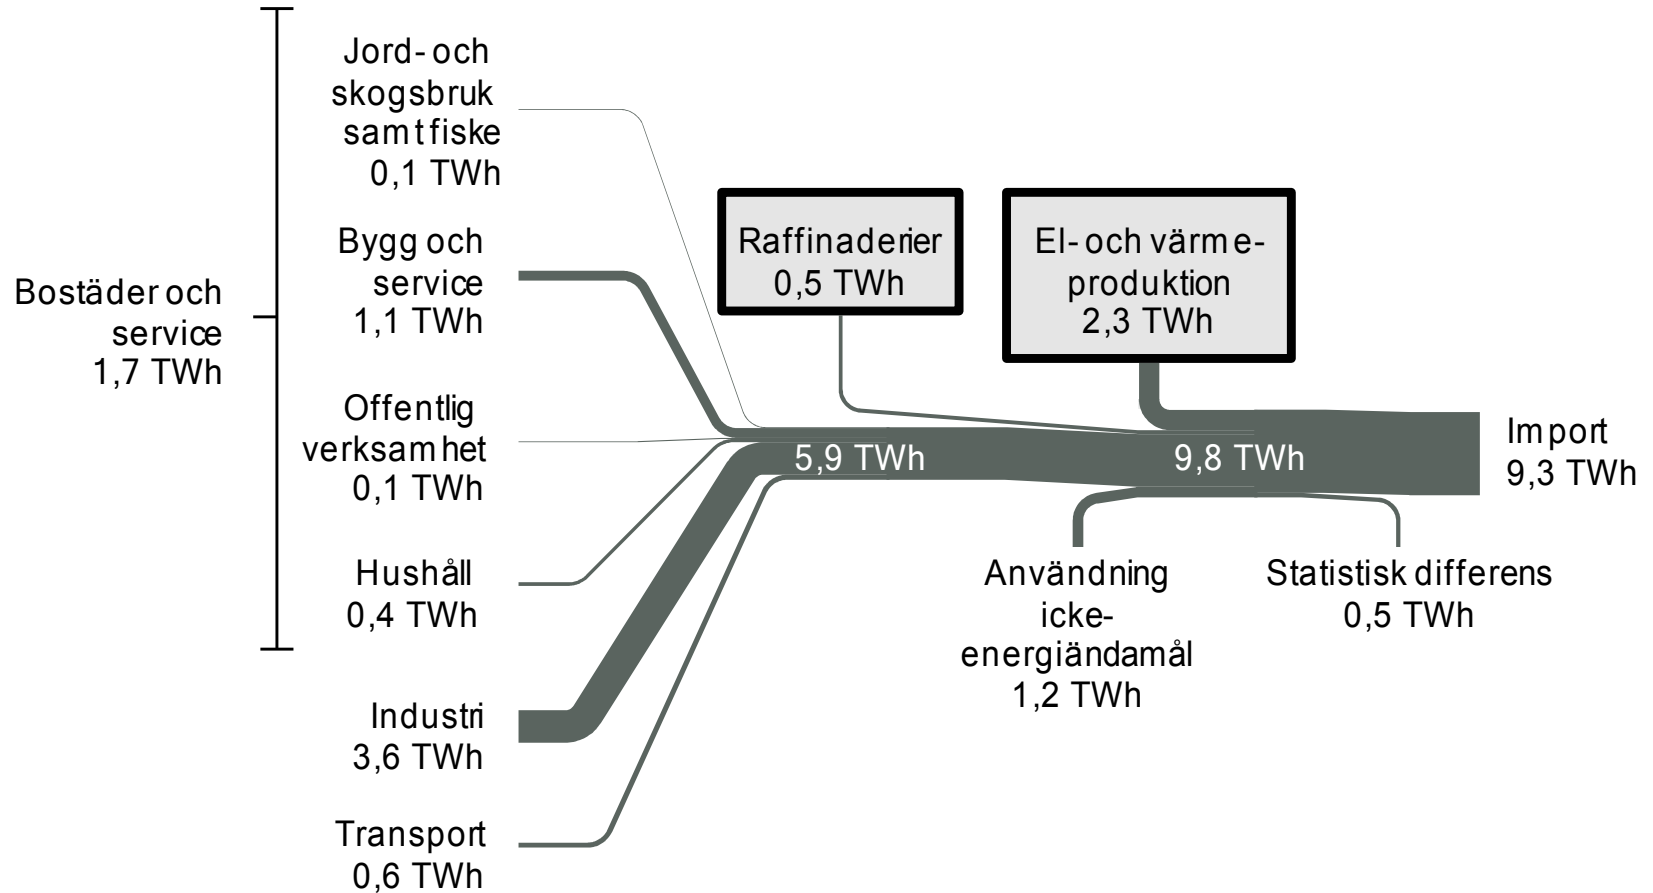 Jord- och
skogsbruk
samt fiske
0,1 TWh
Bygg och
service
1,1 TWh
Bostäder och
service
1,7 TWh
Offentlig
verksamhet
0,1 TWh
Hushåll
0,4 TWh
Industri
3,6 TWh
Transport
0,6 TWh
Raffinaderier
0,5 TWh
El- och värme-
produktion
2,3 TWh
5,9 TWh
9,8 TWh
Import
9,3 TWh
Användning
icke-
energiändamål
1,2 TWh
Statistisk differens
0,5 TWh